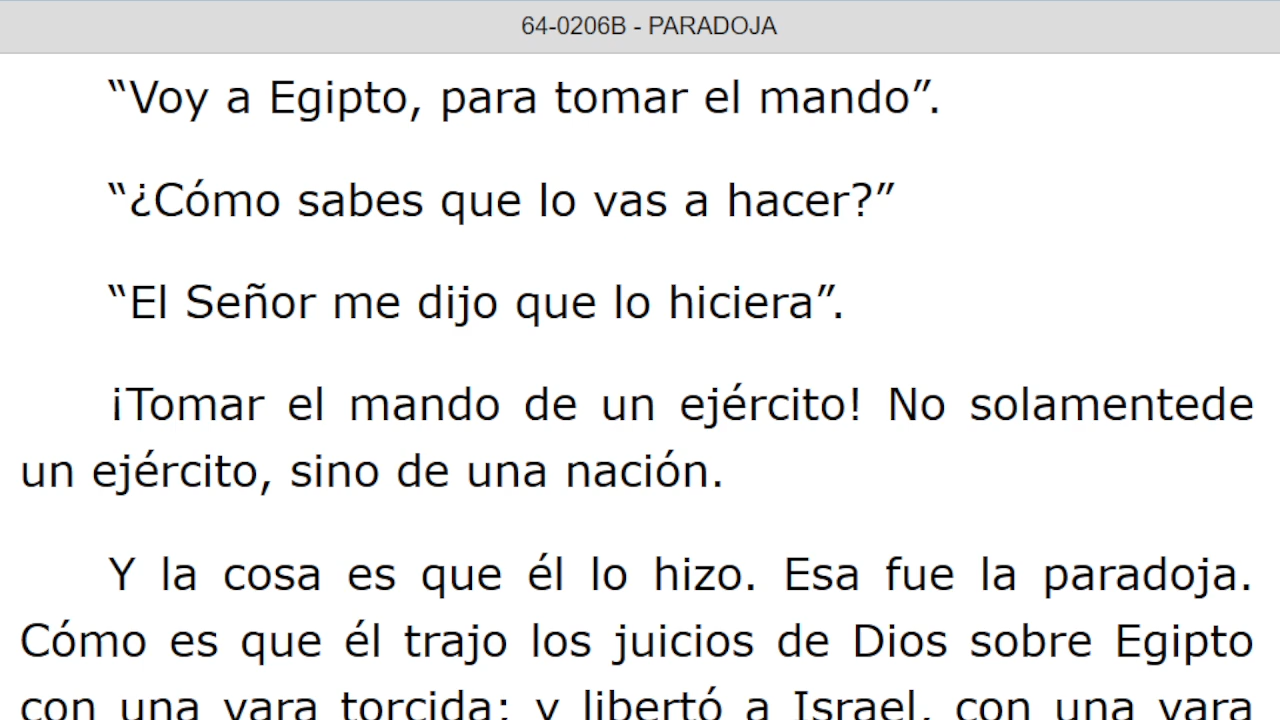 64-0206B - PARADOJA
“Voy a Egipto, para tomar el mando”.
“¿Cómo sabes que lo vas a hacer?”
“El Señor me dijo que lo hiciera”.
¡Tomar el mando de un ejército! No solamentede
un ejército, sino de una nación.
Y la cosa es que él lo hizo. Esa fue la paradoja.
Cómo es que él trajo los juicios de Dios sobre Egipto
con una vara torcida; y libertó a Israel, con una vara